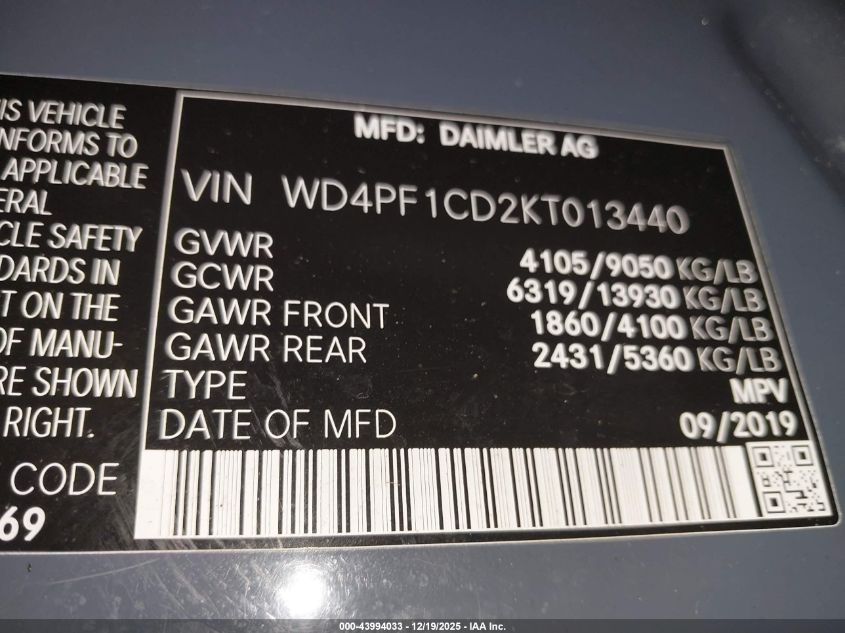 IS VEHICLE
NFORMS TO
APPLICABLE
ERAL
CLE SAFETY
DARDS IN
T ON THE
OF MANU-
RE SHOWN
RIGHT.
CODE
69
MFD: DAIMLER AG
VIN WD4PF1CD2KT013440
GVWR 4105/9050 KG/LB
GCWR 6319/13930 KG/LB
GAWR FRONT 1860/4100 KG/LB
GAWR REAR 2431/5360 KG/LB
TYPE MPV
DATE OF MFD 09/2019
000-43994033 - 12/19/2025 - IAA Inc.